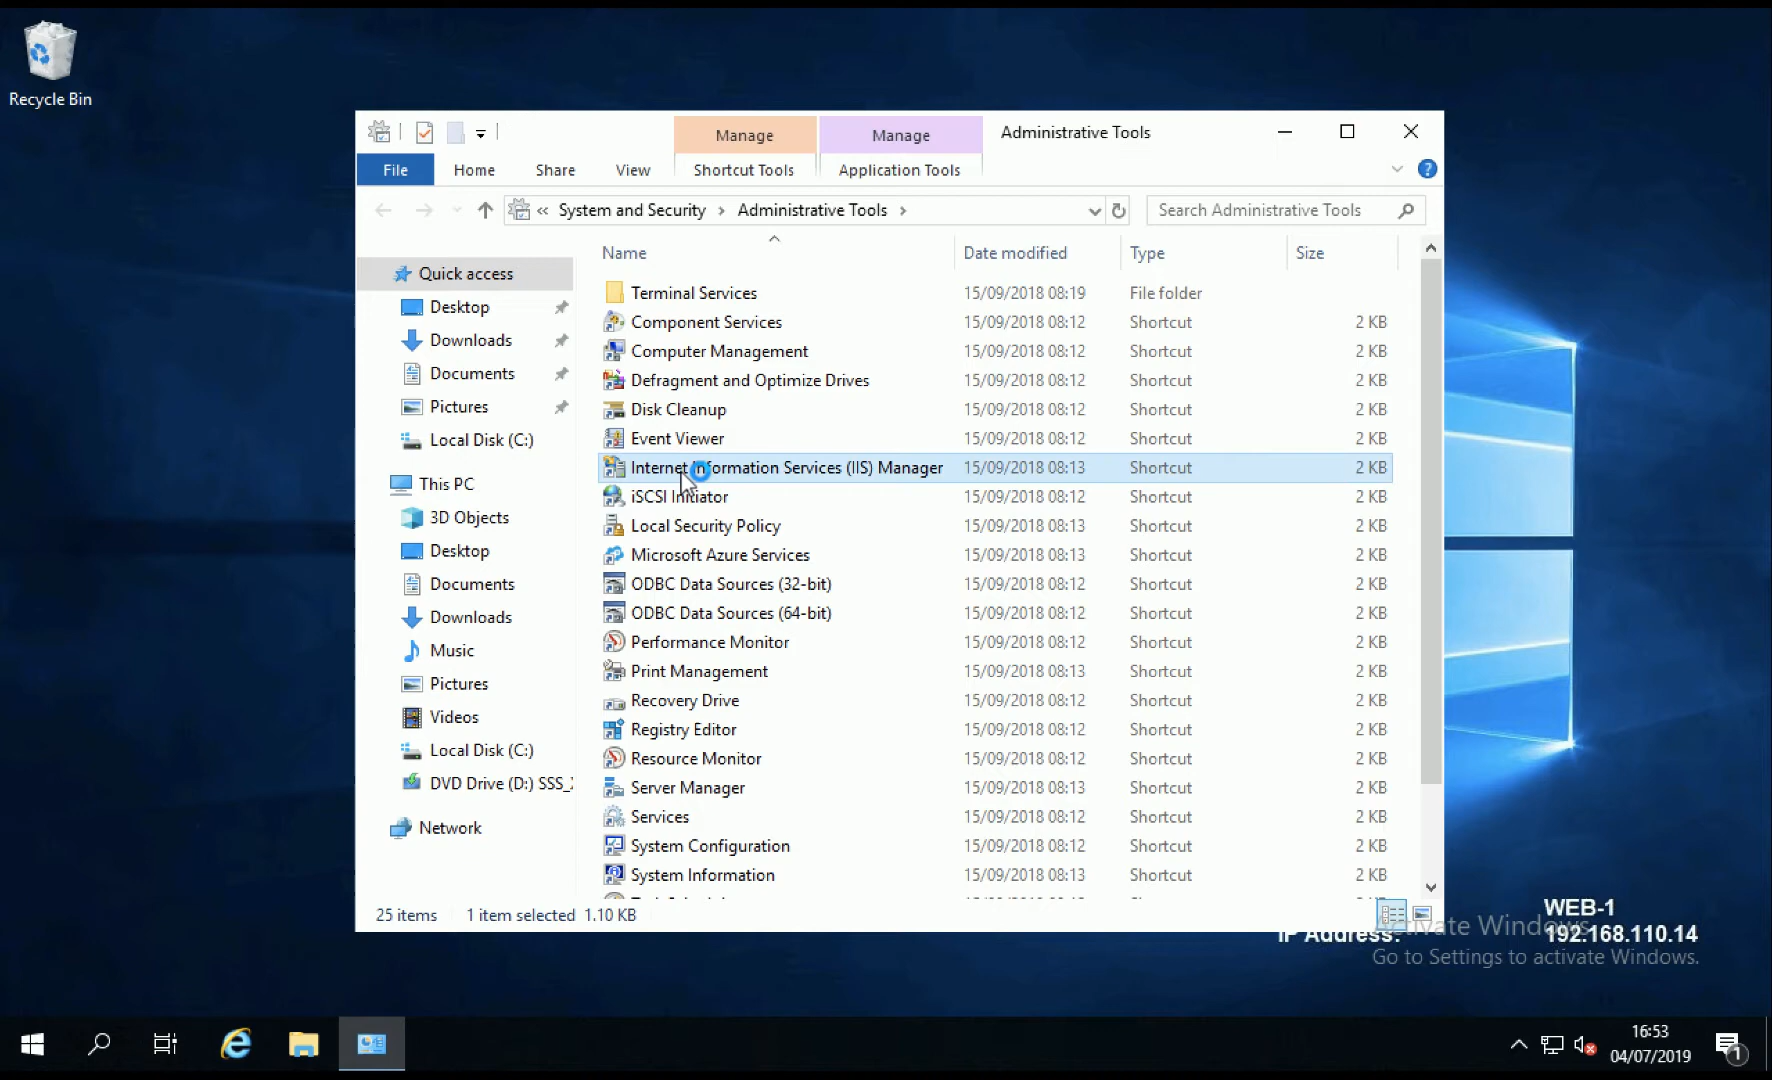 Recycle Bin
Manage
Manage
Administrative Tools
File
Home
Share
View
Shortcut Tools
Application Tools
« System and Security › Administrative Tools ›
Search Administrative Tools
Name
Date modified
Type
Size
Quick access
Desktop
Downloads
Documents
Pictures
Local Disk (C:)
This PC
3D Objects
Desktop
Documents
Downloads
Music
Pictures
Videos
Local Disk (C:)
DVD Drive (D:) SSS_
Network
Terminal Services 15/09/2018 08:19 File folder
Component Services 15/09/2018 08:12 Shortcut 2 KB
Computer Management 15/09/2018 08:12 Shortcut 2 KB
Defragment and Optimize Drives 15/09/2018 08:12 Shortcut 2 KB
Disk Cleanup 15/09/2018 08:12 Shortcut 2 KB
Event Viewer 15/09/2018 08:12 Shortcut 2 KB
Internet Information Services (IIS) Manager 15/09/2018 08:13 Shortcut 2 KB
iSCSI Initiator 15/09/2018 08:12 Shortcut 2 KB
Local Security Policy 15/09/2018 08:13 Shortcut 2 KB
Microsoft Azure Services 15/09/2018 08:13 Shortcut 2 KB
ODBC Data Sources (32-bit) 15/09/2018 08:12 Shortcut 2 KB
ODBC Data Sources (64-bit) 15/09/2018 08:12 Shortcut 2 KB
Performance Monitor 15/09/2018 08:12 Shortcut 2 KB
Print Management 15/09/2018 08:13 Shortcut 2 KB
Recovery Drive 15/09/2018 08:12 Shortcut 2 KB
Registry Editor 15/09/2018 08:12 Shortcut 2 KB
Resource Monitor 15/09/2018 08:12 Shortcut 2 KB
Server Manager 15/09/2018 08:13 Shortcut 2 KB
Services 15/09/2018 08:12 Shortcut 2 KB
System Configuration 15/09/2018 08:12 Shortcut 2 KB
System Information 15/09/2018 08:13 Shortcut 2 KB
25 items 1 item selected 1.10 KB
WEB-1
Activate Windows
IP Address: 192.168.110.14
Go to Settings to activate Windows.
16:53
04/07/2019
1